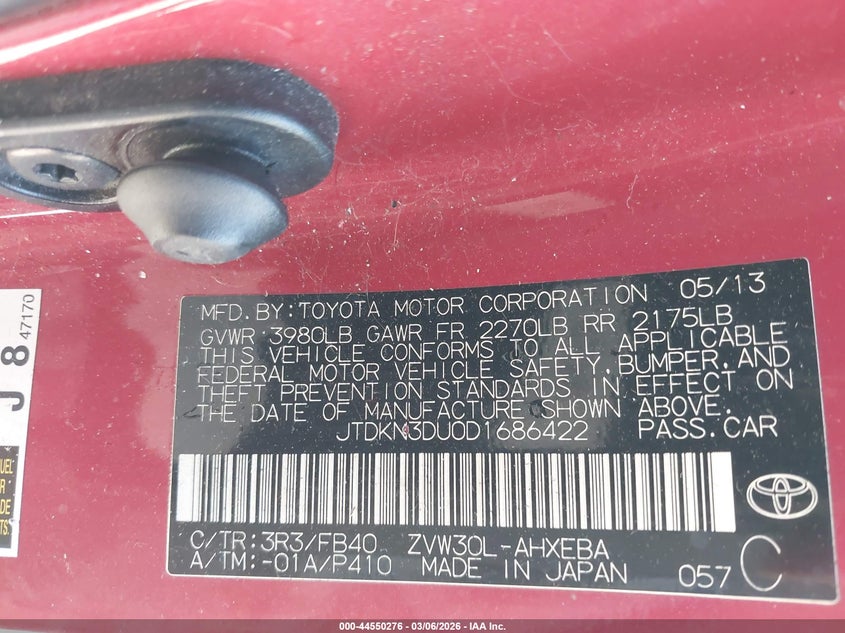 MFD.BY:TOYOTA MOTOR CORPORATION 05/13
GVWR 3980LB GAWR FR 2270LB RR 2175LB
THIS VEHICLE CONFORMS TO ALL APPLICABLE
FEDERAL MOTOR VEHICLE SAFETY,BUMPER,AND
THEFT PREVENTION STANDARDS IN EFFECT ON
THE DATE OF MANUFACTURE SHOWN ABOVE.
JTDKN3DU0D1686422 PASS.CAR
C/TR:3R3/FB40 ZVW30L-AHXEBA
A/TM:-01A/P410 MADE IN JAPAN 057 C
J 8 47170
000-44550276 - 03/06/2026 - IAA Inc.